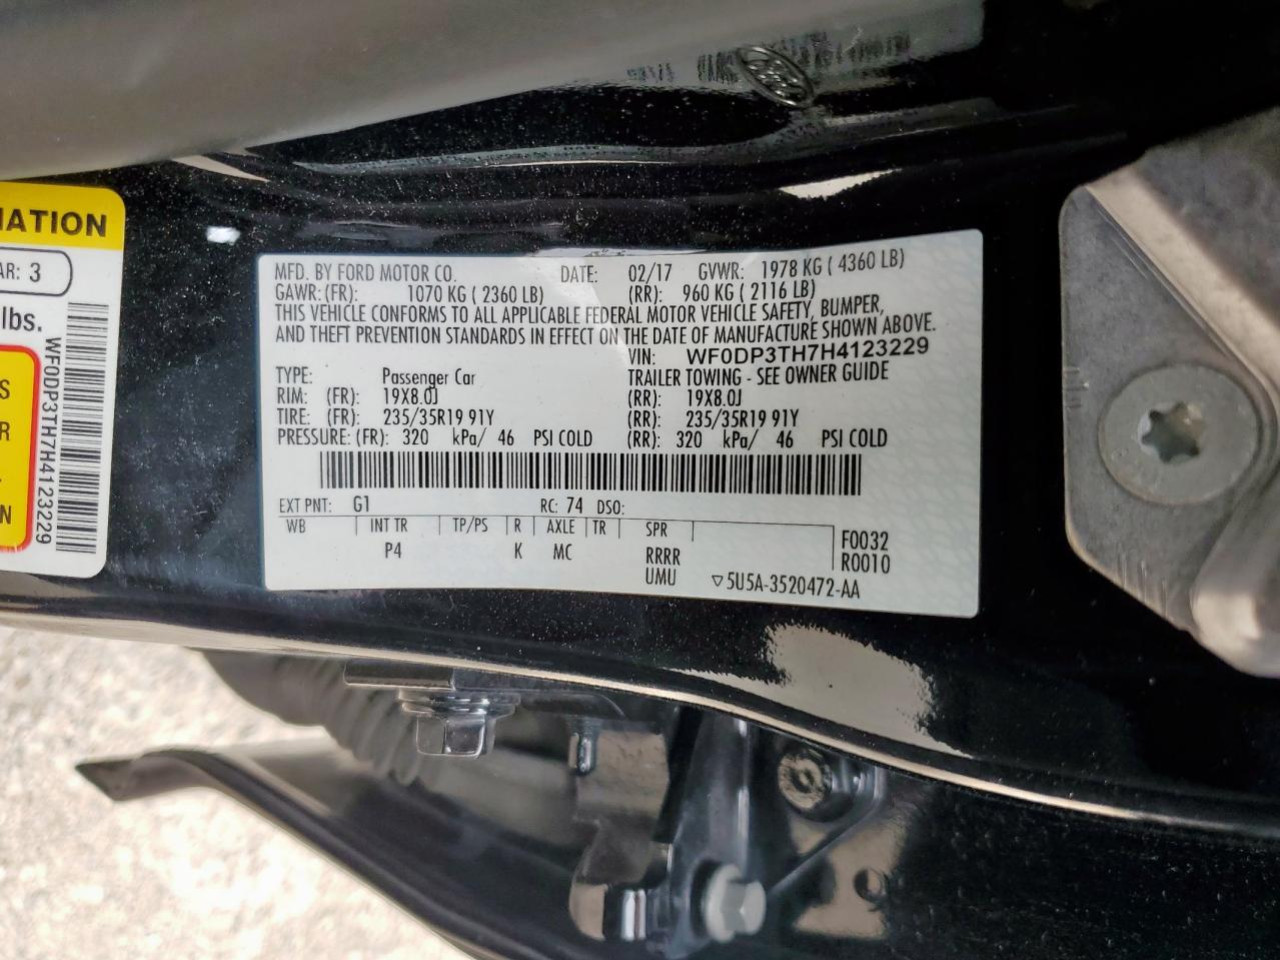 MFD. BY FORD MOTOR CO. DATE: 02/17 GVWR: 1978 KG ( 4360 LB)
GAWR: (FR): 1070 KG ( 2360 LB) (RR): 960 KG ( 2116 LB)
THIS VEHICLE CONFORMS TO ALL APPLICABLE FEDERAL MOTOR VEHICLE SAFETY, BUMPER,
AND THEFT PREVENTION STANDARDS IN EFFECT ON THE DATE OF MANUFACTURE SHOWN ABOVE.
VIN: WF0DP3TH7H4123229
TYPE: Passenger Car TRAILER TOWING - SEE OWNER GUIDE
RIM: (FR): 19X8.0J (RR): 19X8.0J
TIRE: (FR): 235/35R19 91Y (RR): 235/35R19 91Y
PRESSURE: (FR): 320 kPa/ 46 PSI COLD (RR): 320 kPa/ 46 PSI COLD
EXT PNT: G1 RC: 74 DSO:
WB INT TR TP/PS R AXLE TR SPR
P4 K MC RRRR F0032
UMU R0010
▽5U5A-3520472-AA
AR: 3
lbs.
WF0DP3TH7H4123229
Ford